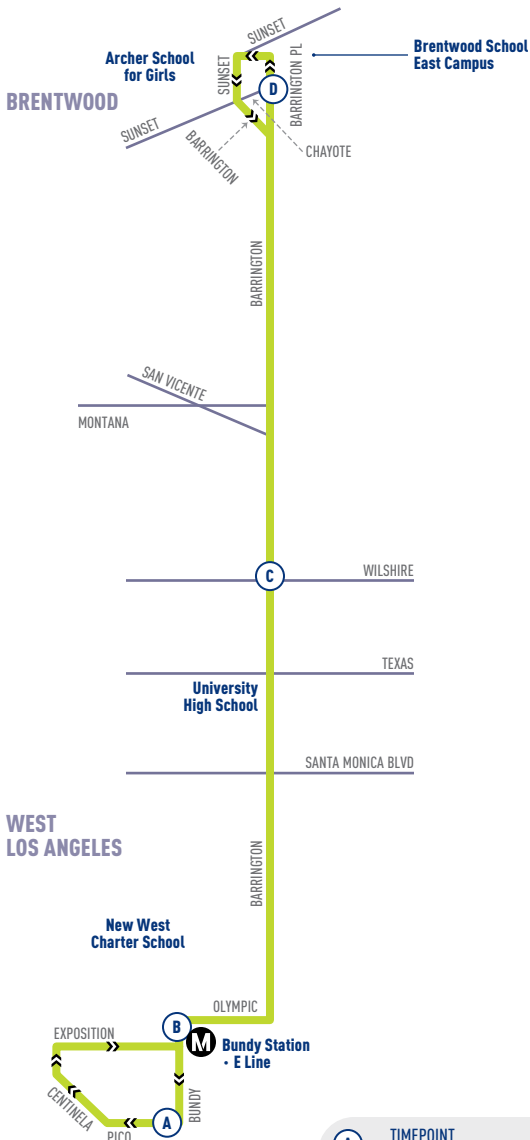 SUNSET
Archer School
for Girls
SUNSET
BARRINGTON PL
Brentwood School
East Campus
BRENTWOOD
D
SUNSET
BARRINGTON
CHAYOTE
BARRINGTON
SAN VICENTE
MONTANA
C
WILSHIRE
TEXAS
University
High School
SANTA MONICA BLVD
WEST
LOS ANGELES
BARRINGTON
New West
Charter School
OLYMPIC
B
M
EXPOSITION
Bundy Station
• E Line
CENTINELA
BUNDY
A
PICO
A
TIMEPOINT